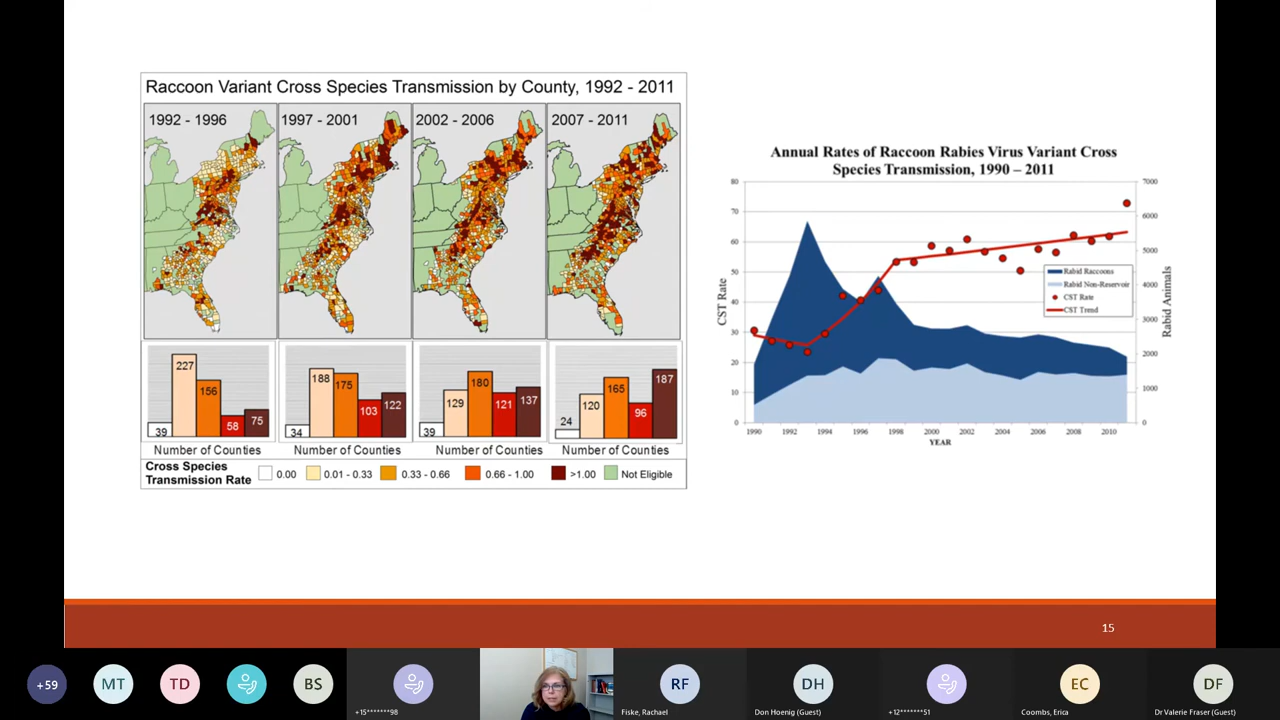 Raccoon Variant Cross Species Transmission by County, 1992 - 2011
1992 - 1996
1997 - 2001
2002 - 2006
2007 - 2011
39
227
156
58
75
34
188
175
103
122
39
129
180
121
137
24
120
165
96
187
Number of Counties
Number of Counties
Number of Counties
Number of Counties
Cross Species
Transmission Rate
0.00
0.01 - 0.33
0.33 - 0.66
0.66 - 1.00
>1.00
Not Eligible
Annual Rates of Raccoon Rabies Virus Variant Cross
Species Transmission, 1990 – 2011
80
70
60
50
40
30
20
10
0
CST Rate
7000
6000
5000
4000
3000
2000
1000
0
Rabid Animals
Rabid Raccoons
Rabid Non-Reservoir
CST Rate
CST Trend
1990
1992
1994
1996
1998
2000
2002
2004
2006
2008
2010
YEAR
15
+59
MT
TD
BS
+15*******98
RF
Fiske, Rachael
DH
Don Hoenig (Guest)
+12*******51
EC
Coombs, Erica
DF
Dr Valerie Fraser (Guest)